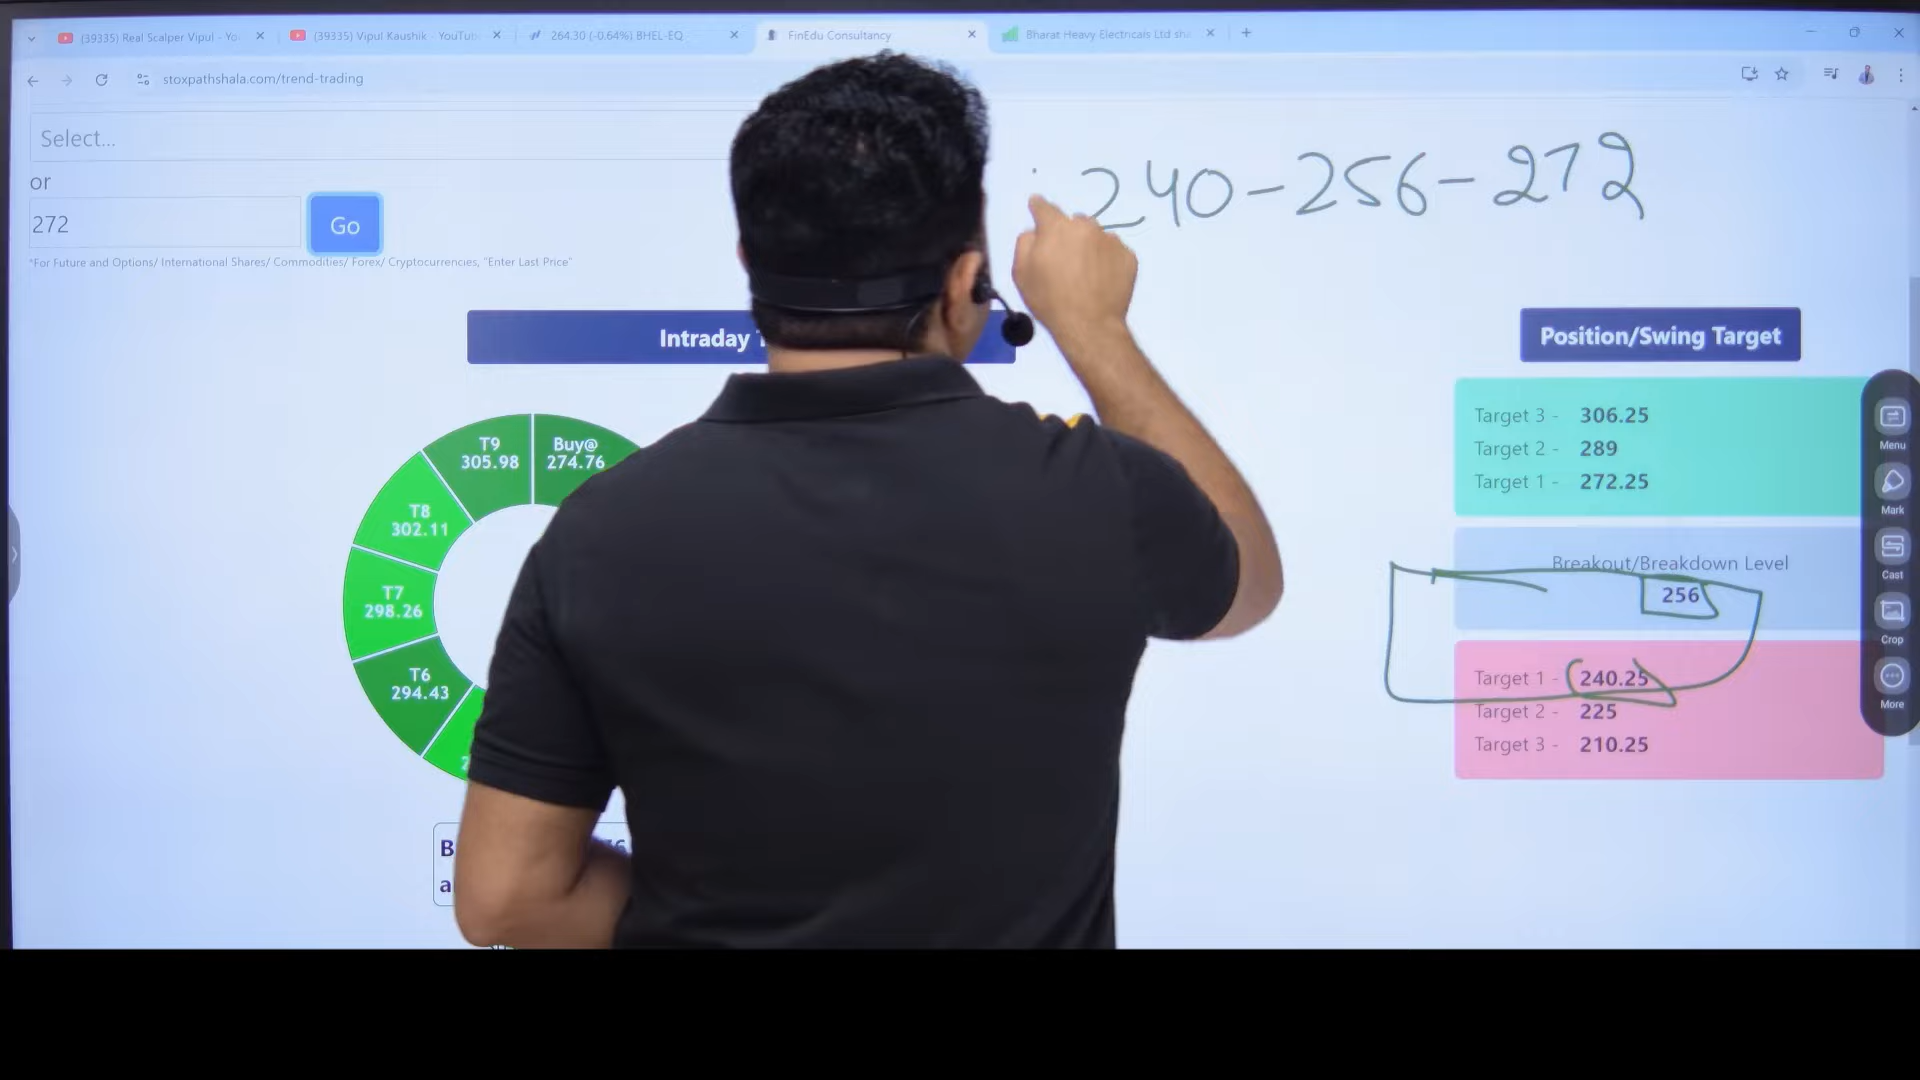 (39335) Real Scalper Vipul - Yo
(39335) Vipul Kaushik - YouTub
264.30 (-0.64%) BHEL-EQ
FinEdu Consultancy
Bharat Heavy Electricals Ltd sha
stoxpathshala.com/trend-trading
Select...
or
272
Go
*For Future and Options/ International Shares/ Commodities/ Forex/ Cryptocurrencies, "Enter Last Price"
240-256-272
Intraday
Position/Swing Target
T9
305.98
Buy@
274.76
T8
302.11
T7
298.26
T6
294.43
Target 3 - 306.25
Target 2 - 289
Target 1 - 272.25
Breakout/Breakdown Level
256
Target 1 - 240.25
Target 2 - 225
Target 3 - 210.25
Menu
Mark
Cast
Crop
More